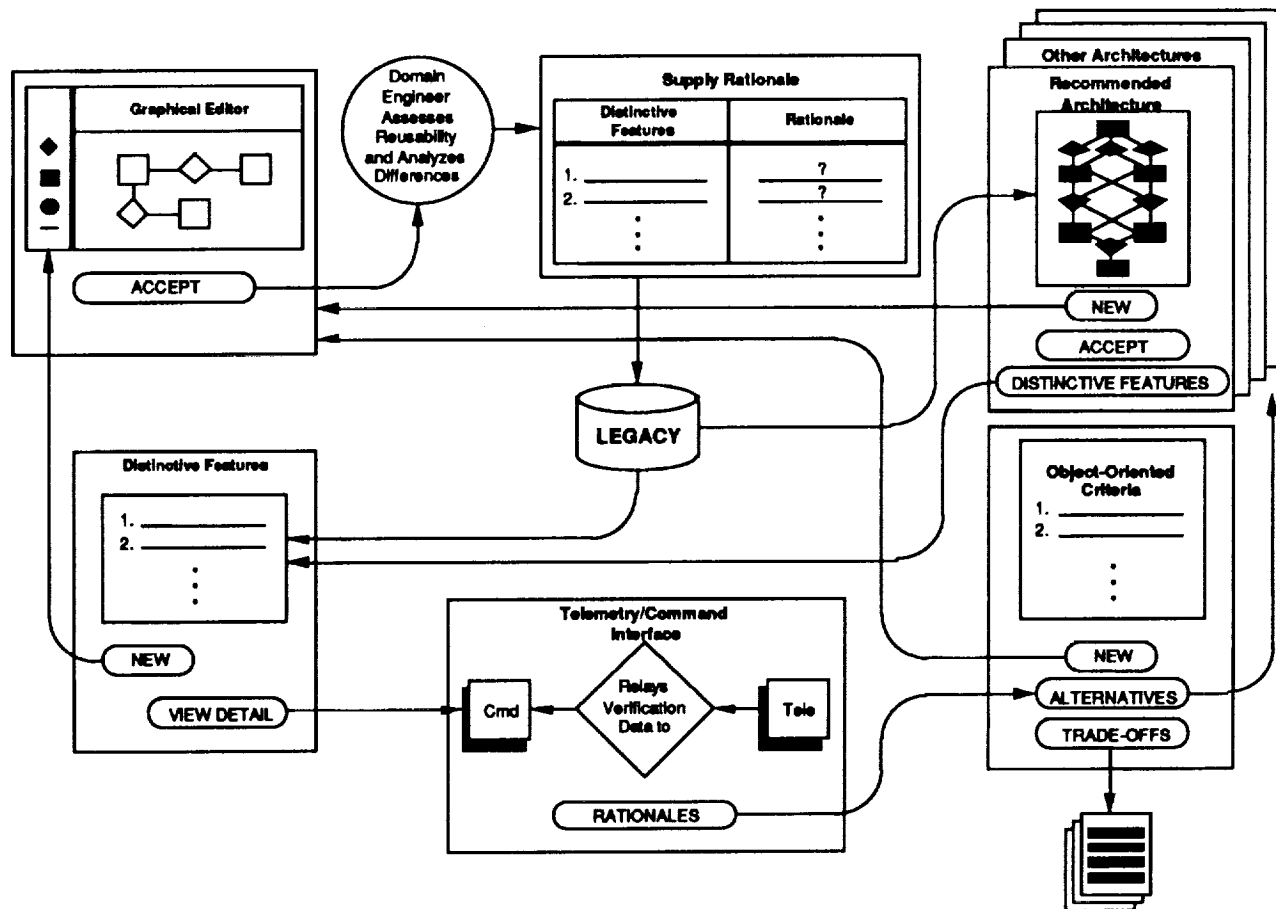 Graphical Editor
ACCEPT
Domain
Engineer
Assesses
Reusability
and Analyzes
Differences
Supply Rationale
Distinctive
Features
Rationale
1.
?
2.
?
Other Architectures
Recommended
Architecture
NEW
ACCEPT
DISTINCTIVE FEATURES
LEGACY
Distinctive Features
1.
2.
NEW
VIEW DETAIL
Telemetry/Command
Interface
Cmd
Relays
Verification
Data to
Tele
RATIONALES
Object-Oriented
Criteria
1.
2.
NEW
ALTERNATIVES
TRADE-OFFS